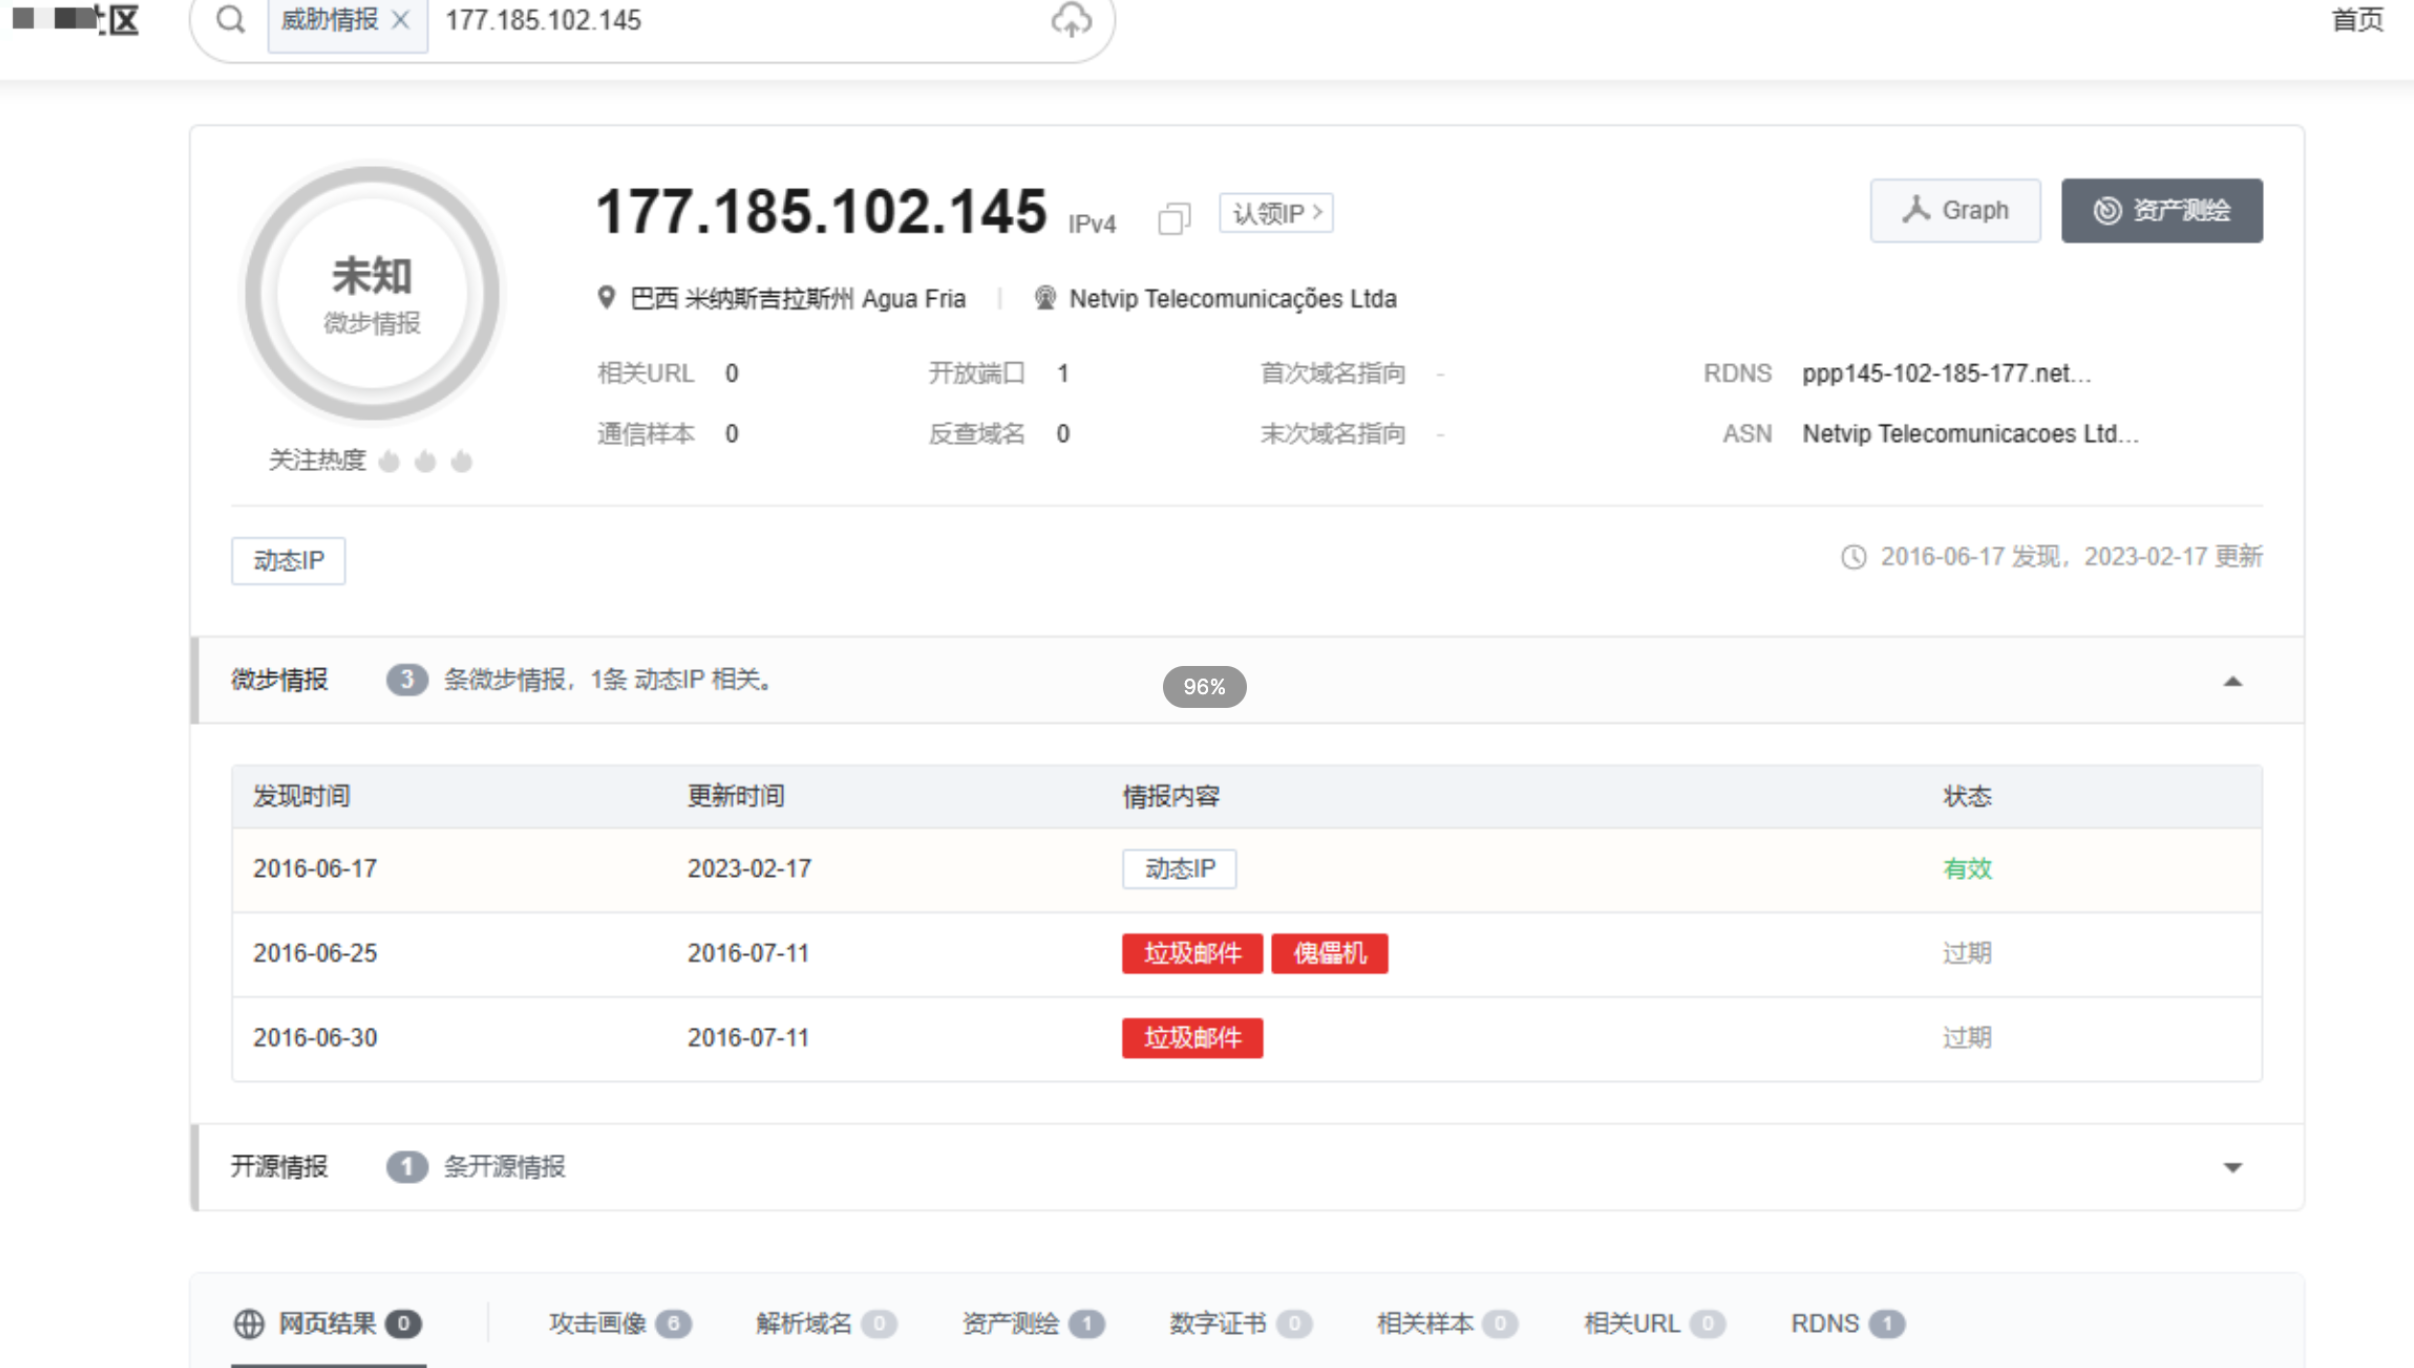 区 威胁情报 177.185.102.145 首页
177.185.102.145 IPv4 认领IP > Graph 资产测绘
未知
微步情报
巴西 米纳斯吉拉斯州 Agua Fria | Netvip Telecomunicações Ltda
相关URL 0 开放端口 1 首次域名指向 - RDNS ppp145-102-185-177.net...
通信样本 0 反查域名 0 末次域名指向 - ASN Netvip Telecomunicacoes Ltd...
关注热度
动态IP 2016-06-17 发现，2023-02-17 更新
微步情报 3 条微步情报，1条 动态IP 相关。 96%
发现时间 更新时间 情报内容 状态
2016-06-17 2023-02-17 动态IP 有效
2016-06-25 2016-07-11 垃圾邮件 傀儡机 过期
2016-06-30 2016-07-11 垃圾邮件 过期
开源情报 1 条开源情报
网页结果 0 攻击画像 6 解析域名 0 资产测绘 1 数字证书 0 相关样本 0 相关URL 0 RDNS 1